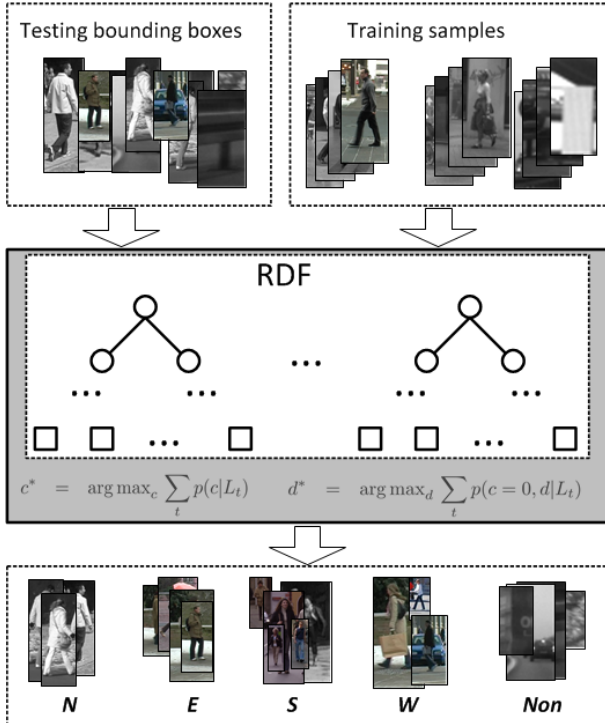 Testing bounding boxes
Training samples
RDF
...
... ... ... ...
... ...
c* = arg max_c ∑_t p(c|L_t)
d* = arg max_d ∑_t p(c = 0, d|L_t)
N E S W Non